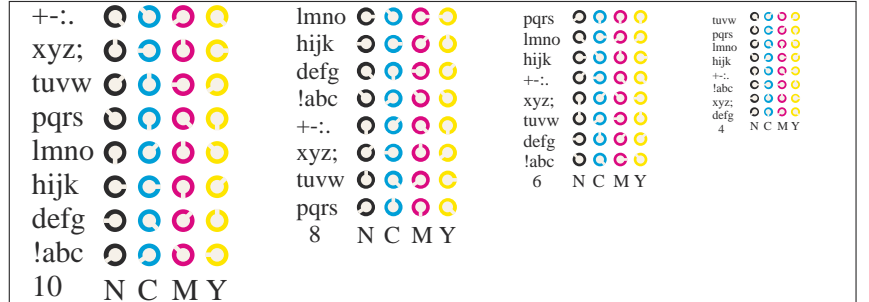 +-:.
xyz;
tuvw
pqrs
lmno
hijk
defg
!abc
10 N C M Y
lmno
hijk
defg
!abc
+-:.
xyz;
tuvw
pqrs
8 N C M Y
pqrs
lmno
hijk
+-:.
xyz;
tuvw
defg
!abc
6 N C M Y
tuvw
pqrs
lmno
hijk
+-:.
!abc
xyz;
defg
4 N C M Y